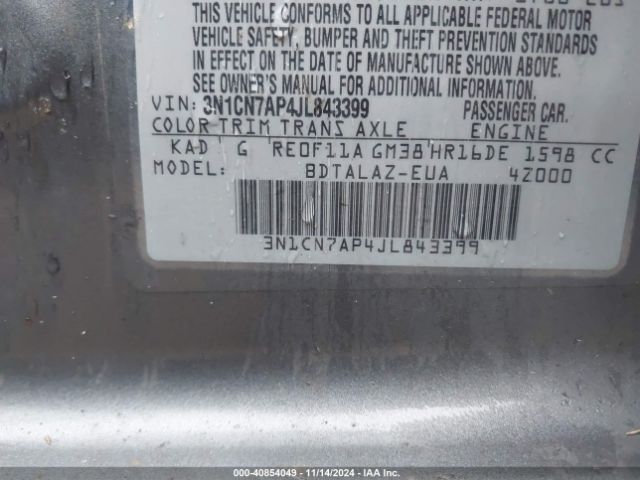 THIS VEHICLE CONFORMS TO ALL APPLICABLE FEDERAL MOTOR
VEHICLE SAFETY, BUMPER AND THEFT PREVENTION STANDARDS
IN EFFECT ON THE DATE OF MANUFACTURE SHOWN ABOVE.
SEE OWNER'S MANUAL FOR ADDITIONAL INFORMATION.
VIN: 3N1CN7AP4JL843399 PASSENGER CAR.
COLOR TRIM TRANS AXLE ENGINE
KAD G RE0F11A GM38 HR16DE 1598 CC
MODEL: BDTALAZ-EUA 4Z000
3N1CN7AP4JL843399
000-40854049 - 11/14/2024 - IAA Inc.